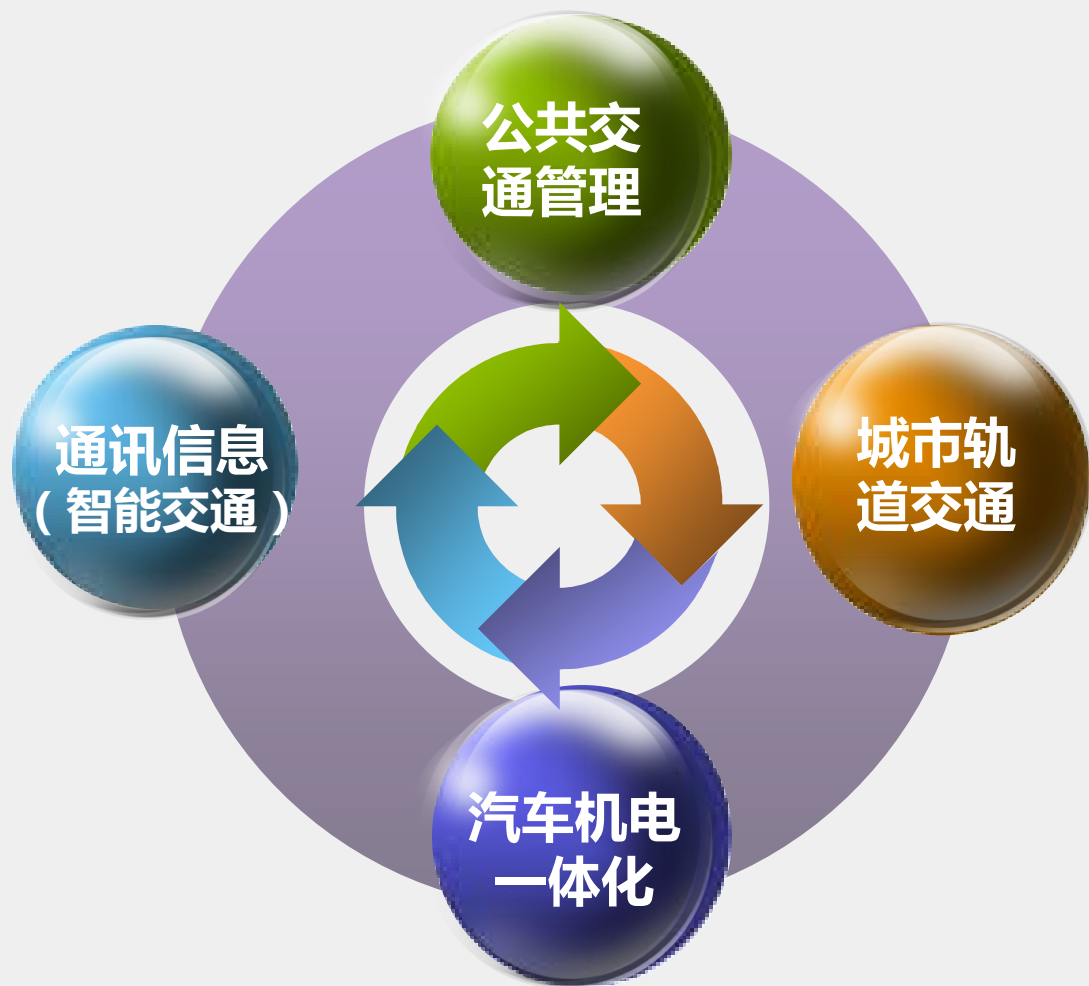 公共交
通管理
通讯信息
（智能交通）
城市轨
道交通
汽车机电
一体化